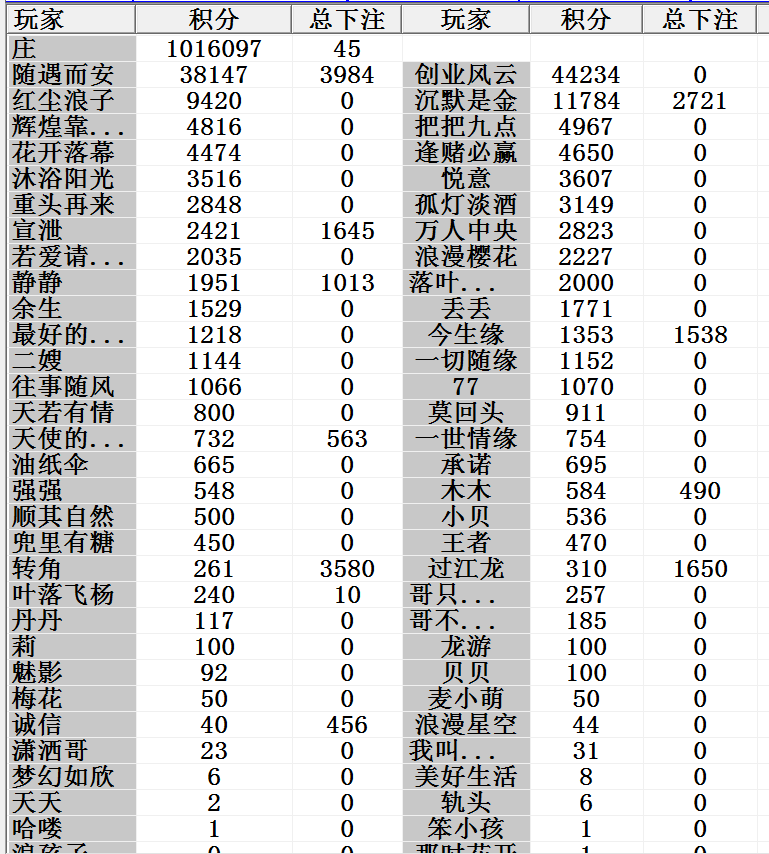 玩家 积分 总下注 玩家 积分 总下注
庄 1016097 45
随遇而安 38147 3984 创业风云 44234 0
红尘浪子 9420 0 沉默是金 11784 2721
辉煌靠... 4816 0 把把九点 4967 0
花开落幕 4474 0 逢赌必赢 4650 0
沐浴阳光 3516 0 悦意 3607 0
重头再来 2848 0 孤灯淡酒 3149 0
宣泄 2421 1645 万人中央 2823 0
若爱请... 2035 0 浪漫樱花 2227 0
静静 1951 1013 落叶... 2000 0
余生 1529 0 丢丢 1771 0
最好的... 1218 0 今生缘 1353 1538
二嫂 1144 0 一切随缘 1152 0
往事随风 1066 0 77 1070 0
天若有情 800 0 莫回头 911 0
天使的... 732 563 一世情缘 754 0
油纸伞 665 0 承诺 695 0
强强 548 0 木木 584 490
顺其自然 500 0 小贝 536 0
兜里有糖 450 0 王者 470 0
转角 261 3580 过江龙 310 1650
叶落飞杨 240 10 哥只... 257 0
丹丹 117 0 哥不... 185 0
莉 100 0 龙游 100 0
魅影 92 0 贝贝 100 0
梅花 50 0 麦小萌 50 0
诚信 40 456 浪漫星空 44 0
潇洒哥 23 0 我叫... 31 0
梦幻如欣 6 0 美好生活 8 0
天天 2 0 轨头 6 0
哈喽 1 0 笨小孩 1 0